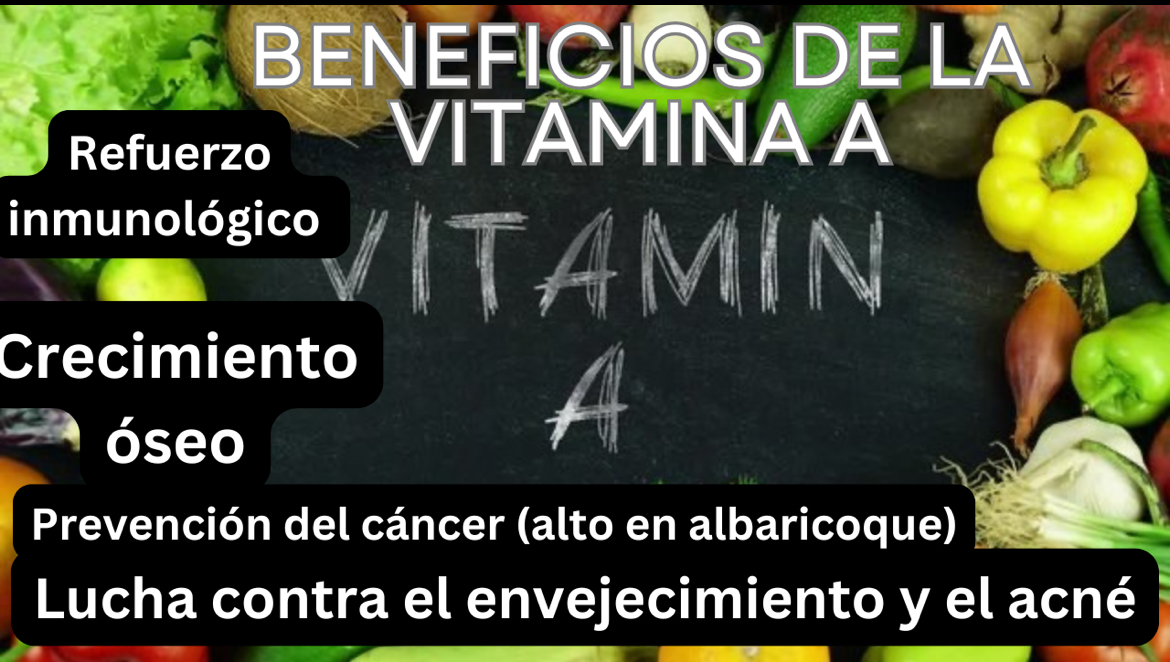 BENEFICIOS DE LA
VITAMINA A
Refuerzo
inmunológico
VITAMIN
A
Crecimiento
óseo
Prevención del cáncer (alto en albaricoque)
Lucha contra el envejecimiento y el acné